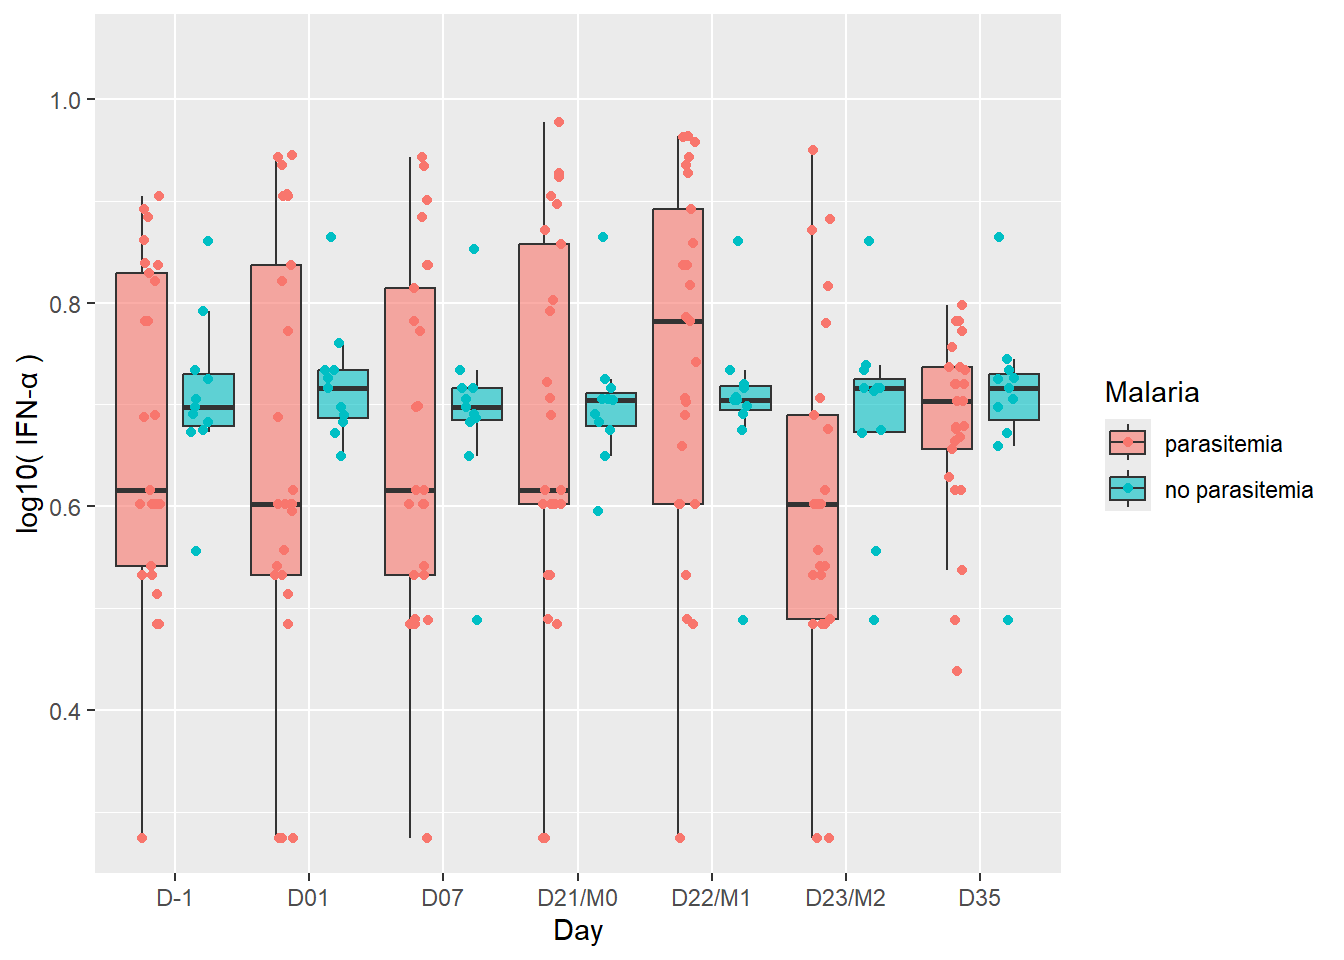 1.0
0.8
0.6
0.4
log10( IFN-α )
D-1 D01 D07 D21/M0 D22/M1 D23/M2 D35
Day
Malaria
parasitemia
no parasitemia